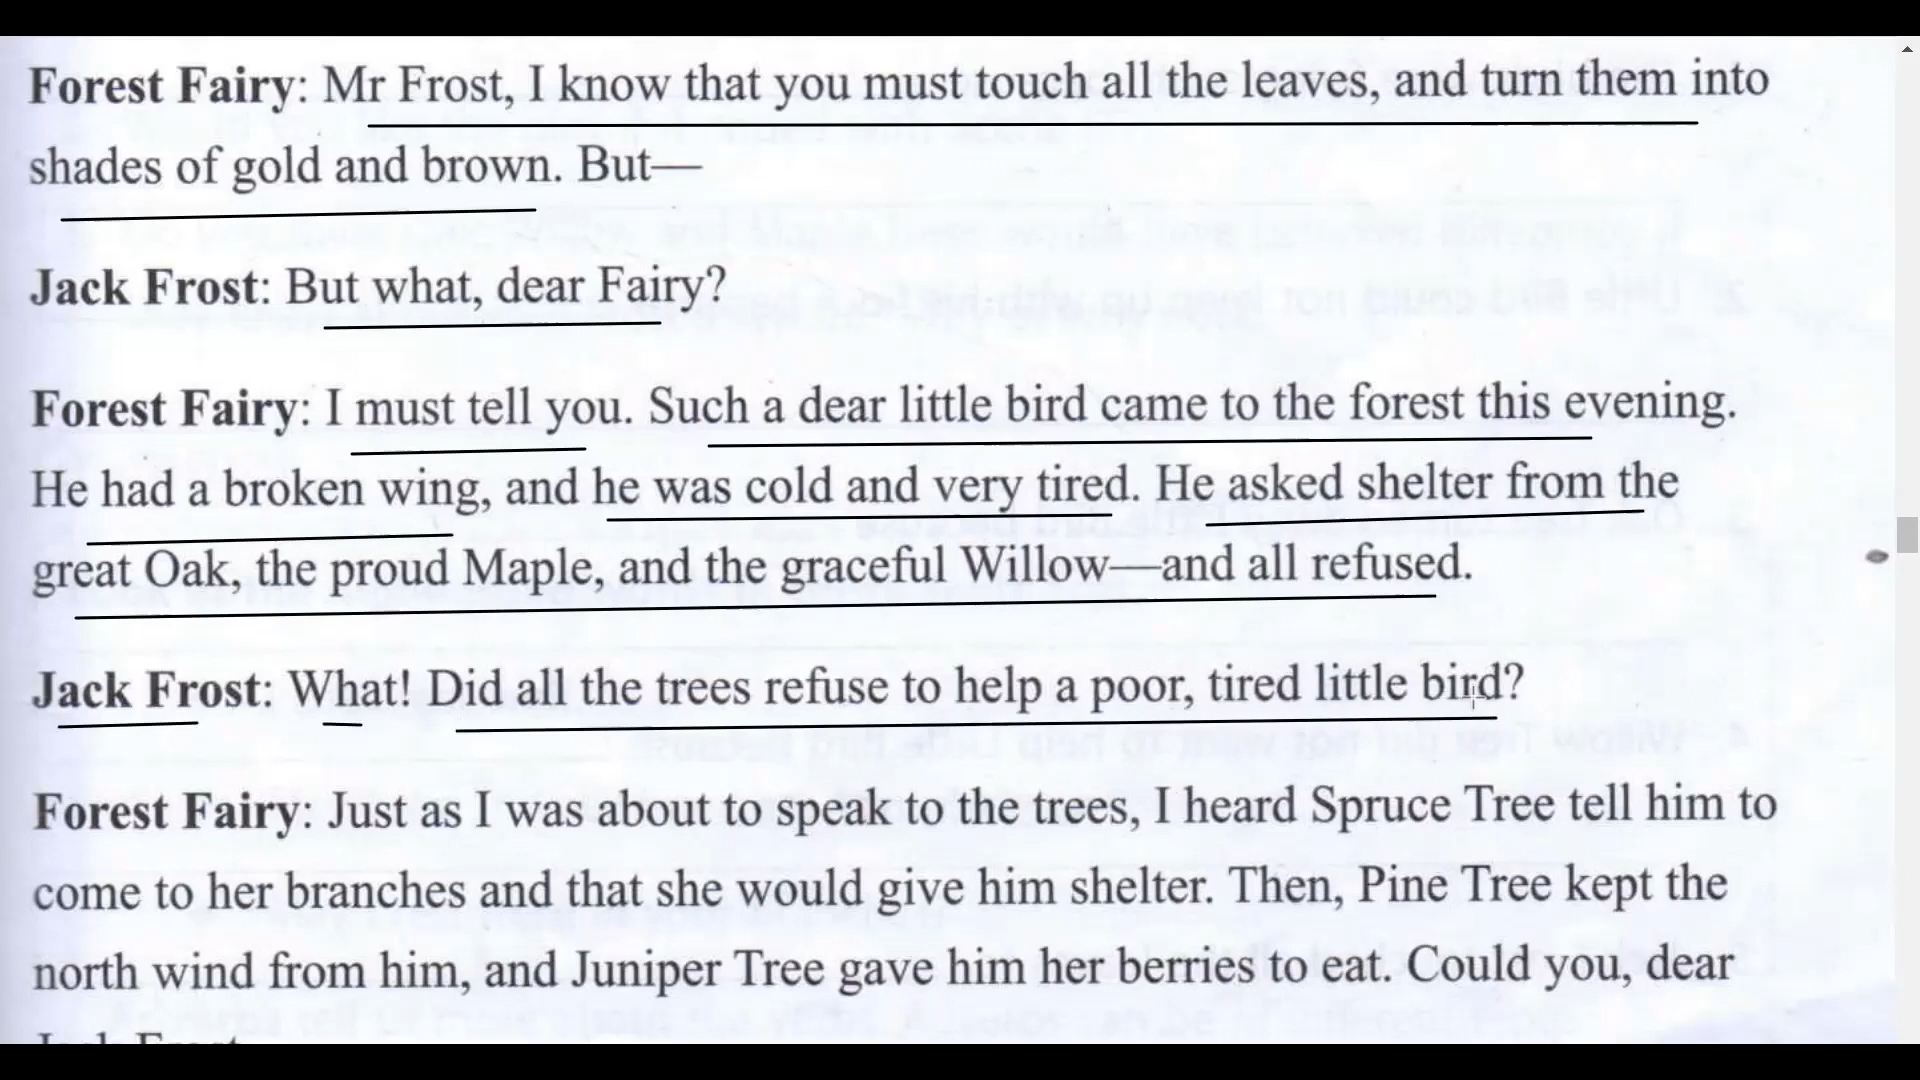 Forest Fairy: Mr Frost, I know that you must touch all the leaves, and turn them into
shades of gold and brown. But—
Jack Frost: But what, dear Fairy?
Forest Fairy: I must tell you. Such a dear little bird came to the forest this evening.
He had a broken wing, and he was cold and very tired. He asked shelter from the
great Oak, the proud Maple, and the graceful Willow—and all refused.
Jack Frost: What! Did all the trees refuse to help a poor, tired little bird?
Forest Fairy: Just as I was about to speak to the trees, I heard Spruce Tree tell him to
come to her branches and that she would give him shelter. Then, Pine Tree kept the
north wind from him, and Juniper Tree gave him her berries to eat. Could you, dear
Jack Frost